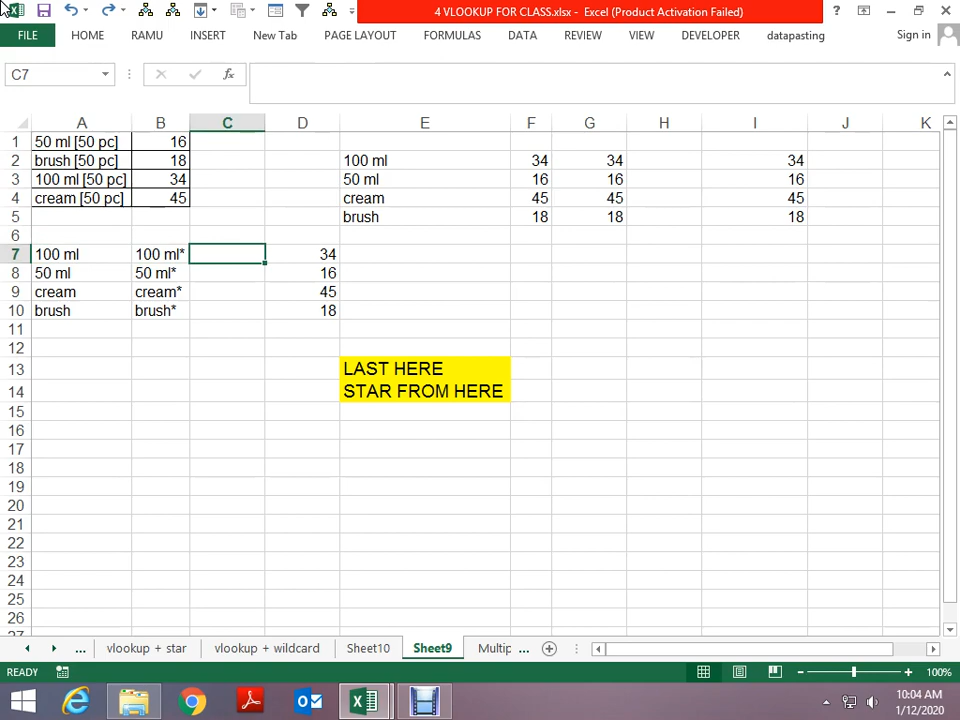 4 VLOOKUP FOR CLASS.xlsx - Excel (Product Activation Failed)
FILE HOME RAMU INSERT New Tab PAGE LAYOUT FORMULAS DATA REVIEW VIEW DEVELOPER datapasting Sign in
C7
A B C D E F G H I J K
1 50 ml [50 pc] 16
2 brush [50 pc] 18 100 ml 34 34 34
3 100 ml [50 pc] 34 50 ml 16 16 16
4 cream [50 pc] 45 cream 45 45 45
5 brush 18 18 18
6
7 100 ml 100 ml* 34
8 50 ml 50 ml* 16
9 cream cream* 45
10 brush brush* 18
11
12
13 LAST HERE
14 STAR FROM HERE
15
16
17
18
19
20
21
22
23
24
25
26
27
... vlookup + star vlookup + wildcard Sheet10 Sheet9 Multip ...
READY 100%
10:04 AM
1/12/2020